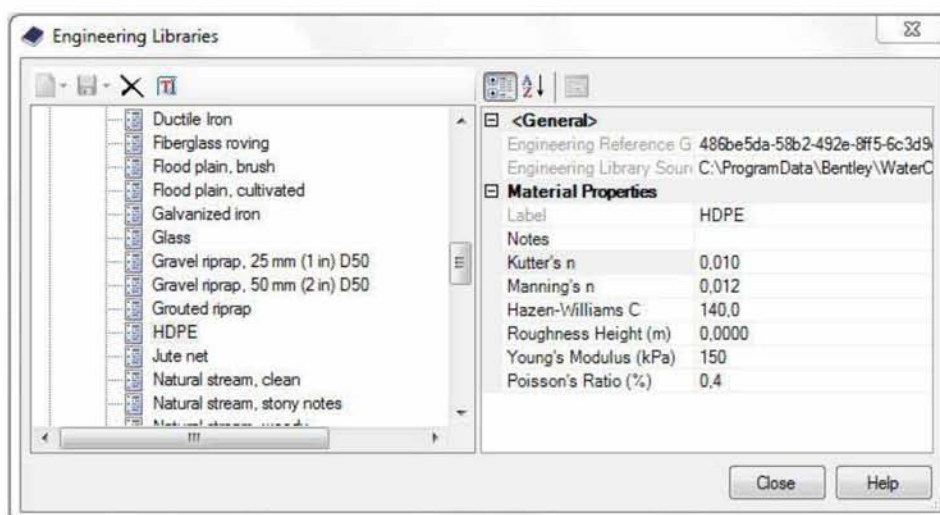 Engineering Libraries
Ductile Iron
Fiberglass roving
Flood plain, brush
Flood plain, cultivated
Galvanized iron
Glass
Gravel riprap, 25 mm (1 in) D50
Gravel riprap, 50 mm (2 in) D50
Grouted riprap
HDPE
Jute net
Natural stream, clean
Natural stream, stony notes
<General>
Engineering Reference G 486be5da-58b2-492e-8ff5-6c3d9
Engineering Library Sour C:\ProgramData\Bentley\WaterC
Material Properties
Label HDPE
Notes
Kutter's n 0,010
Manning's n 0,012
Hazen-Williams C 140,0
Roughness Height (m) 0,0000
Young's Modulus (kPa) 150
Poisson's Ratio (%) 0,4
Close Help